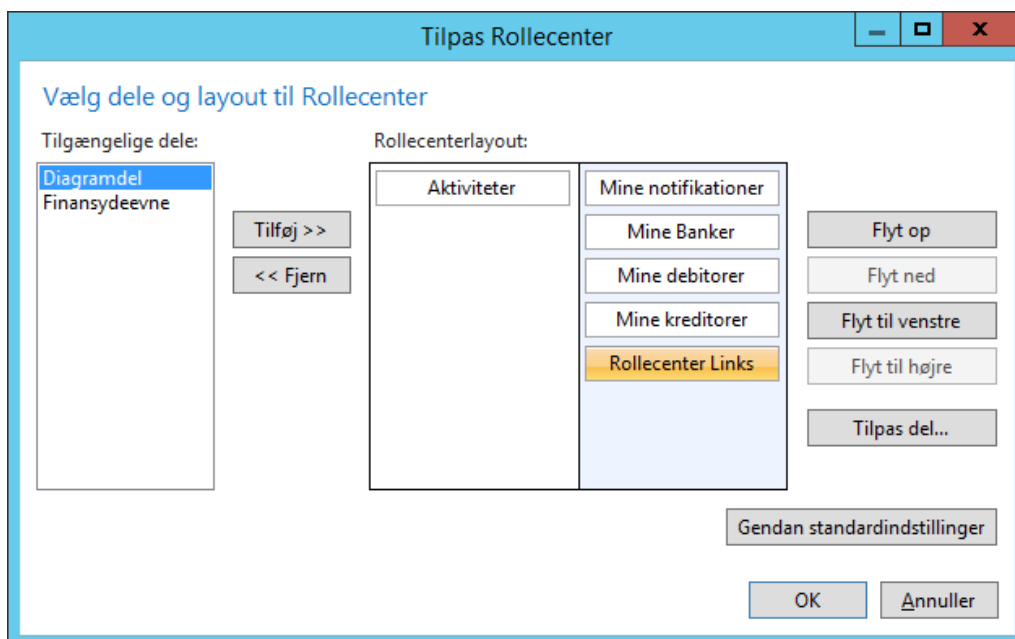 Tilpas Rollecenter
Vælg dele og layout til Rollecenter
Tilgængelige dele:
Diagramdel
Finansydeevne
Tilføj >>
<< Fjern
Rollecenterlayout:
Aktiviteter
Mine notifikationer
Mine Banker
Mine debitorer
Mine kreditorer
Rollecenter Links
Flyt op
Flyt ned
Flyt til venstre
Flyt til højre
Tilpas del...
Gendan standardindstillinger
OK
Annuller